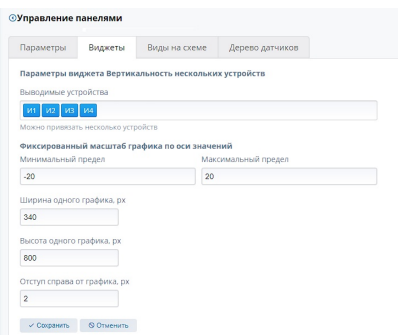 Управление панелями
Параметры Виджеты Виды на схеме Дерево датчиков
Параметры виджета Вертикальность нескольких устройств
Выводимые устройства
И1 И2 И3 И4
Можно привязать несколько устройств
Фиксированный масштаб графика по оси значений
Минимальный предел Максимальный предел
-20 20
Ширина одного графика, px
340
Высота одного графика, px
800
Отступ справа от графика, px
2
Сохранить Отменить